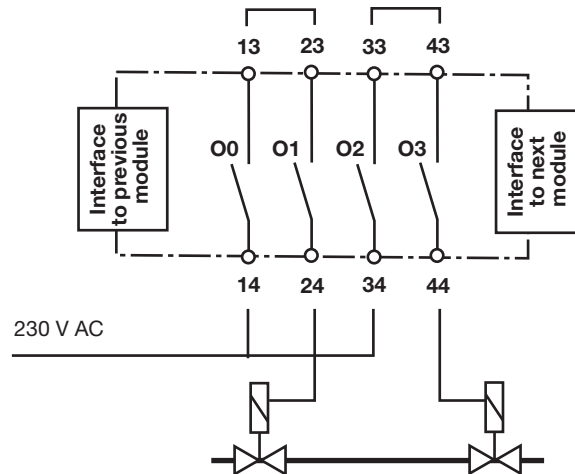 13 23 33 43
Interface
to previous
module
O0 O1 O2 O3
Interface
to next
module
14 24 34 44
230 V AC